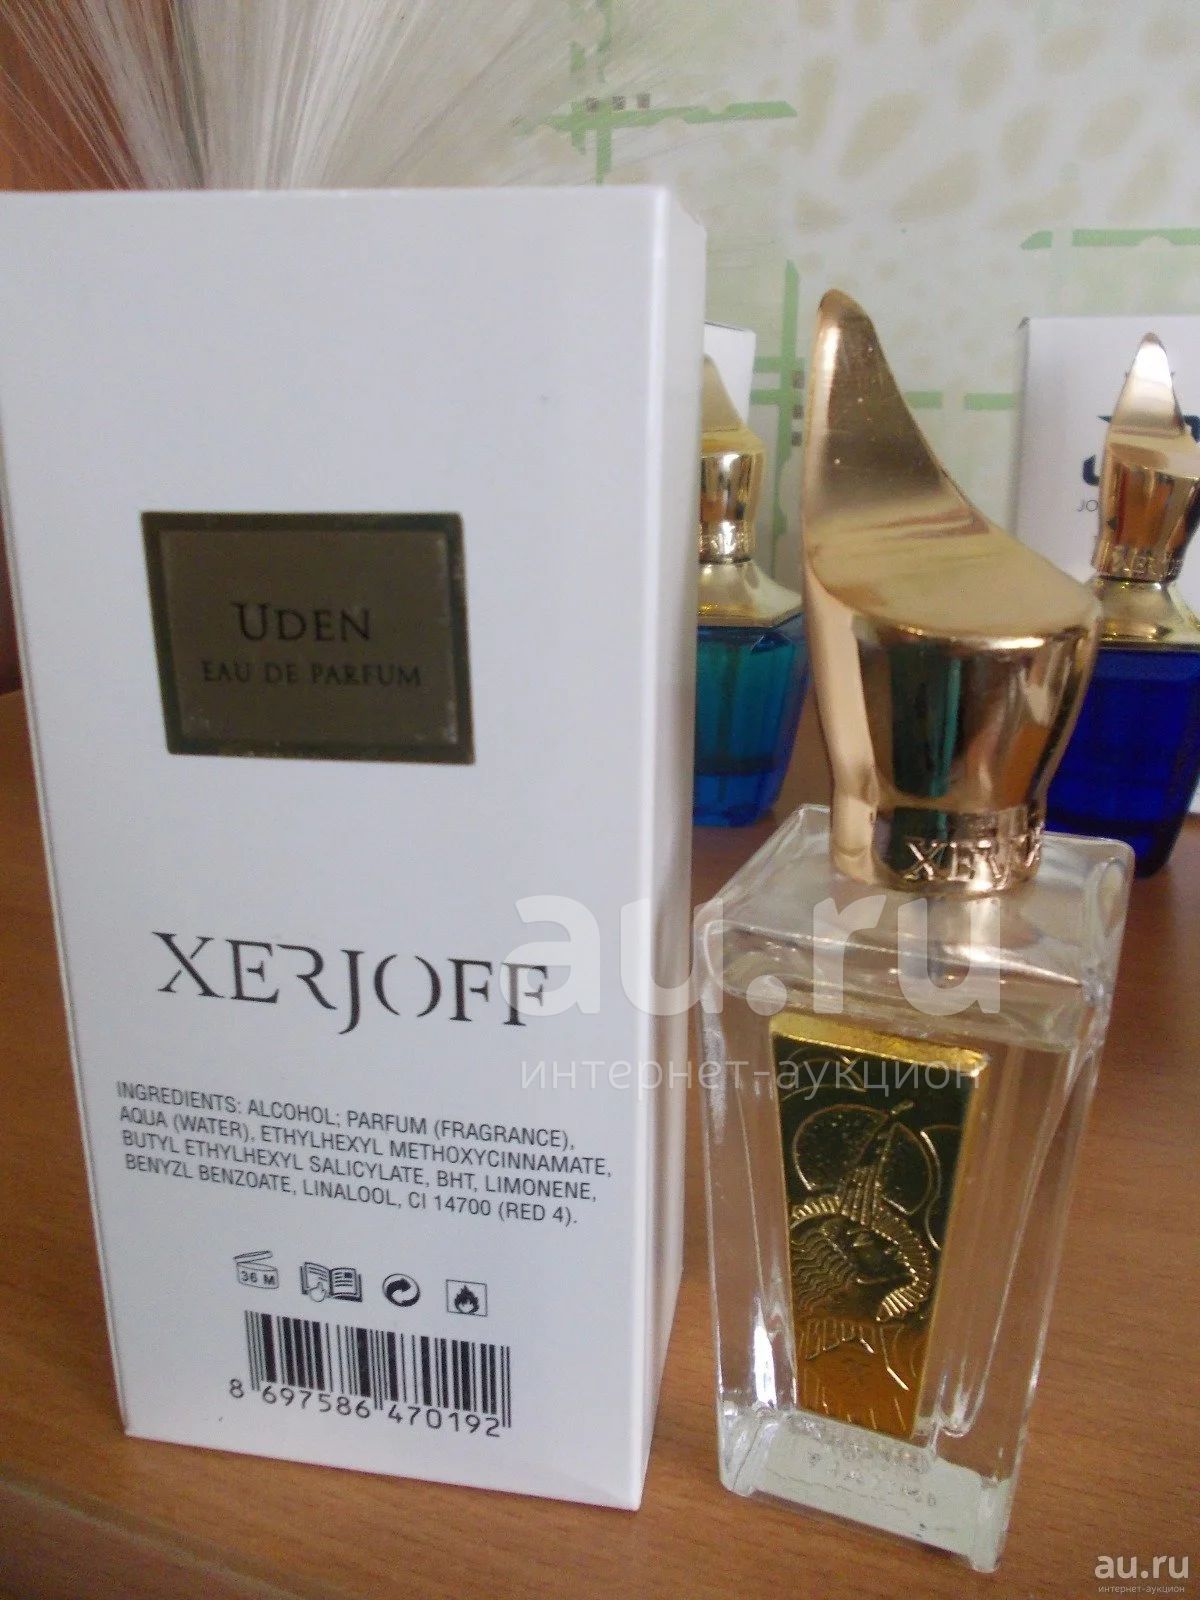 UDEN
EAU DE PARFUM
XERJOFF
INGREDIENTS: ALCOHOL; PARFUM (FRAGRANCE),
AQUA (WATER), ETHYLHEXYL METHOXYCINNAMATE,
BUTYL ETHYLHEXYL SALICYLATE, BHT, LIMONENE,
BENYZL BENZOATE, LINALOOL, CI 14700 (RED 4).
36 M
8 697586 470192
au.ru
интернет-аукцион
au.ru
интернет-аукцион